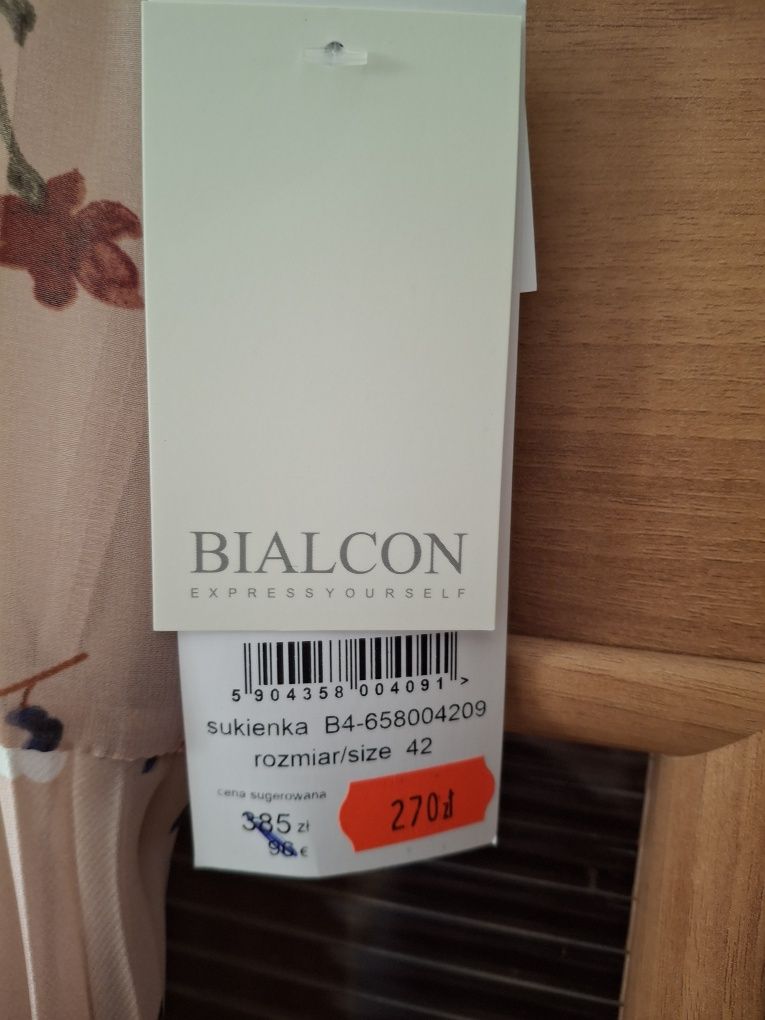 BIALCON
EXPRESSYOURSELF
5 904358 004091 >
sukienka B4-658004209
rozmiar/size 42
cena sugerowana
385 zł
98 €
270zł